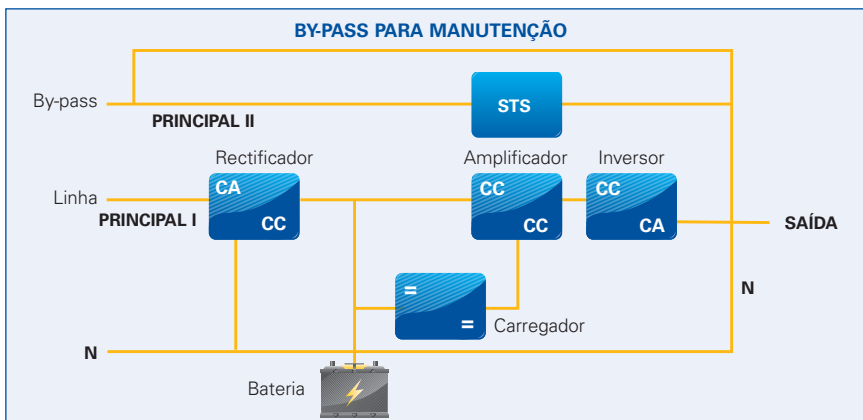 BY-PASS PARA MANUTENÇÃO
By-pass
STS
PRINCIPAL II
Rectificador
Amplificador
Inversor
Linha
CA
CC
CC
CC
CC
CA
PRINCIPAL I
SAÍDA
N
=
=
Carregador
N
Bateria